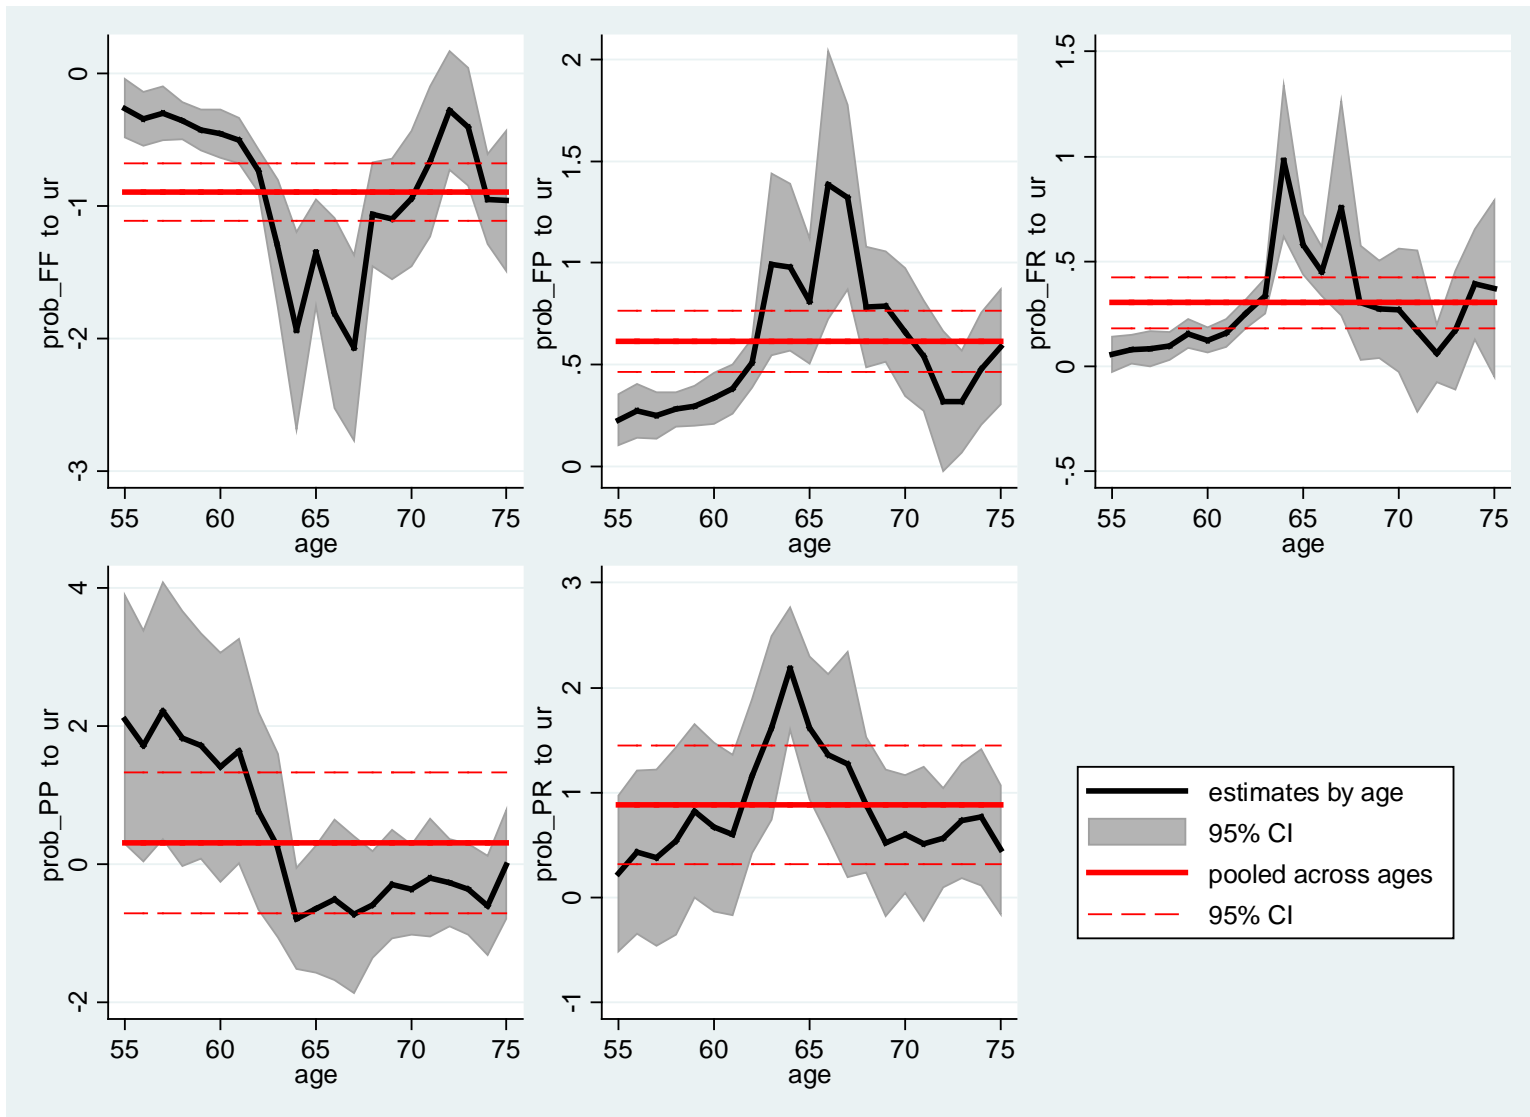 prob_FF to ur
0
-1
-2
-3
55 60 65 70 75
age
prob_FP to ur
2
1.5
1
.5
0
55 60 65 70 75
age
prob_FR to ur
1.5
1
.5
0
-.5
55 60 65 70 75
age
prob_PP to ur
4
2
0
-2
55 60 65 70 75
age
prob_PR to ur
3
2
1
0
-1
55 60 65 70 75
age
estimates by age
95% CI
pooled across ages
95% CI